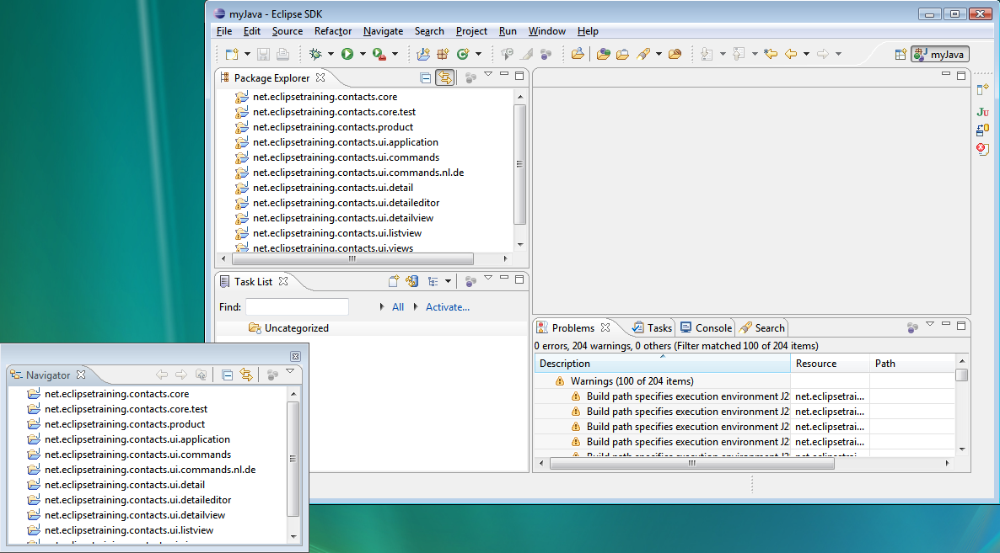 myJava - Eclipse SDK
File Edit Source Refactor Navigate Search Project Run Window Help
myJava
Package Explorer
net.eclipsetraining.contacts.core
net.eclipsetraining.contacts.core.test
net.eclipsetraining.contacts.product
net.eclipsetraining.contacts.ui.application
net.eclipsetraining.contacts.ui.commands
net.eclipsetraining.contacts.ui.commands.nl.de
net.eclipsetraining.contacts.ui.detail
net.eclipsetraining.contacts.ui.detaileditor
net.eclipsetraining.contacts.ui.detailview
net.eclipsetraining.contacts.ui.listview
net.eclipsetraining.contacts.ui.views
Ju
Task List
Find: All Activate...
Uncategorized
Problems Tasks Console Search
0 errors, 204 warnings, 0 others (Filter matched 100 of 204 items)
Description Resource Path
Warnings (100 of 204 items)
Build path specifies execution environment J2 net.eclipsetrai...
Build path specifies execution environment J2 net.eclipsetrai...
Build path specifies execution environment J2 net.eclipsetrai...
Build path specifies execution environment J2 net.eclipsetrai...
Build path specifies execution environment J2 net.eclipsetrai...
Navigator
net.eclipsetraining.contacts.core
net.eclipsetraining.contacts.core.test
net.eclipsetraining.contacts.product
net.eclipsetraining.contacts.ui.application
net.eclipsetraining.contacts.ui.commands
net.eclipsetraining.contacts.ui.commands.nl.de
net.eclipsetraining.contacts.ui.detail
net.eclipsetraining.contacts.ui.detaileditor
net.eclipsetraining.contacts.ui.detailview
net.eclipsetraining.contacts.ui.listview